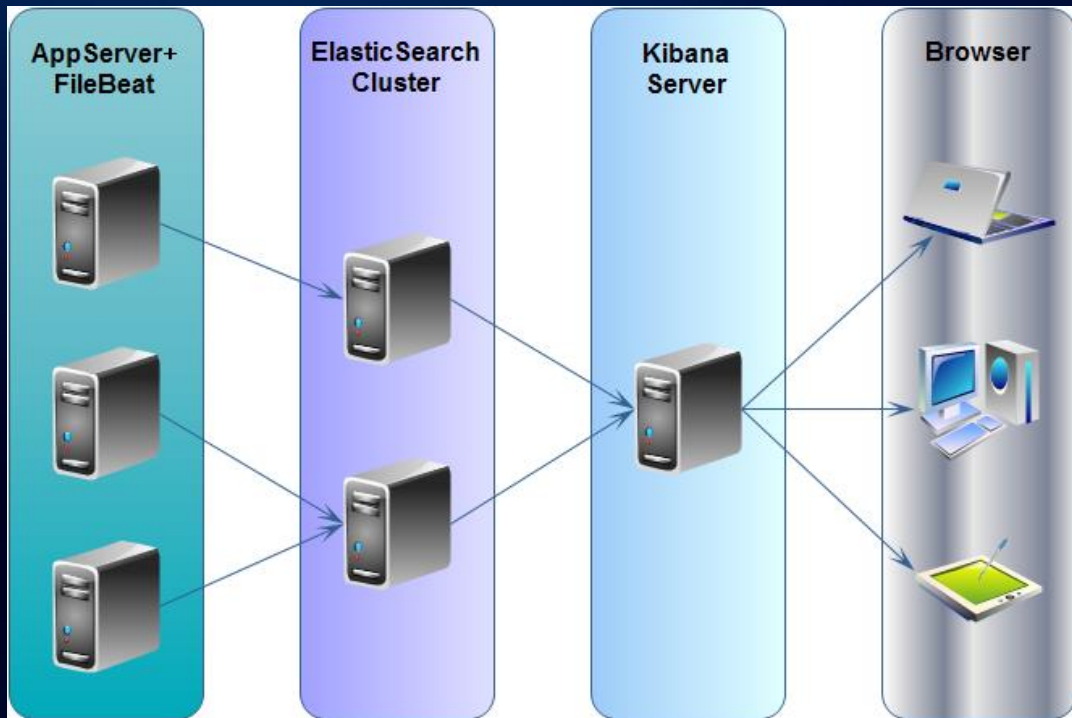 AppServer+
FileBeat
ElasticSearch
Cluster
Kibana
Server
Browser